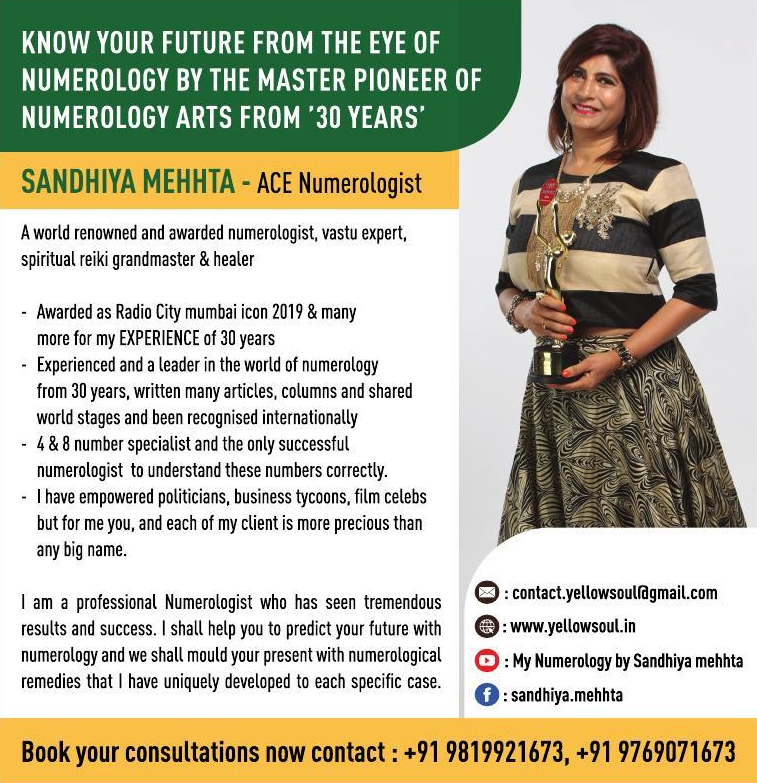 KNOW YOUR FUTURE FROM THE EYE OF
NUMEROLOGY BY THE MASTER PIONEER OF
NUMEROLOGY ARTS FROM '30 YEARS'
SANDHIYA MEHHTA - ACE Numerologist
A world renowned and awarded numerologist, vastu expert,
spiritual reiki grandmaster & healer
- Awarded as Radio City mumbai icon 2019 & many
more for my EXPERIENCE of 30 years
- Experienced and a leader in the world of numerology
from 30 years, written many articles, columns and shared
world stages and been recognised internationally
- 4 & 8 number specialist and the only successful
numerologist to understand these numbers correctly.
- I have empowered politicians, business tycoons, film celebs
but for me you, and each of my client is more precious than
any big name.
I am a professional Numerologist who has seen tremendous
results and success. I shall help you to predict your future with
numerology and we shall mould your present with numerological
remedies that I have uniquely developed to each specific case.
: contact.yellowsoul@gmail.com
: www.yellowsoul.in
: My Numerology by Sandhiya mehhta
: sandhiya.mehhta
Book your consultations now contact : +91 9819921673, +91 9769071673